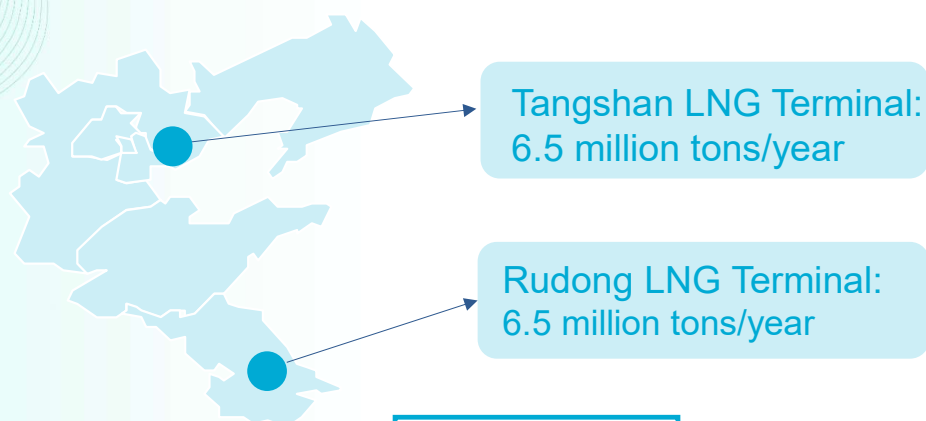 Tangshan LNG Terminal:
6.5 million tons/year
Rudong LNG Terminal:
6.5 million tons/year